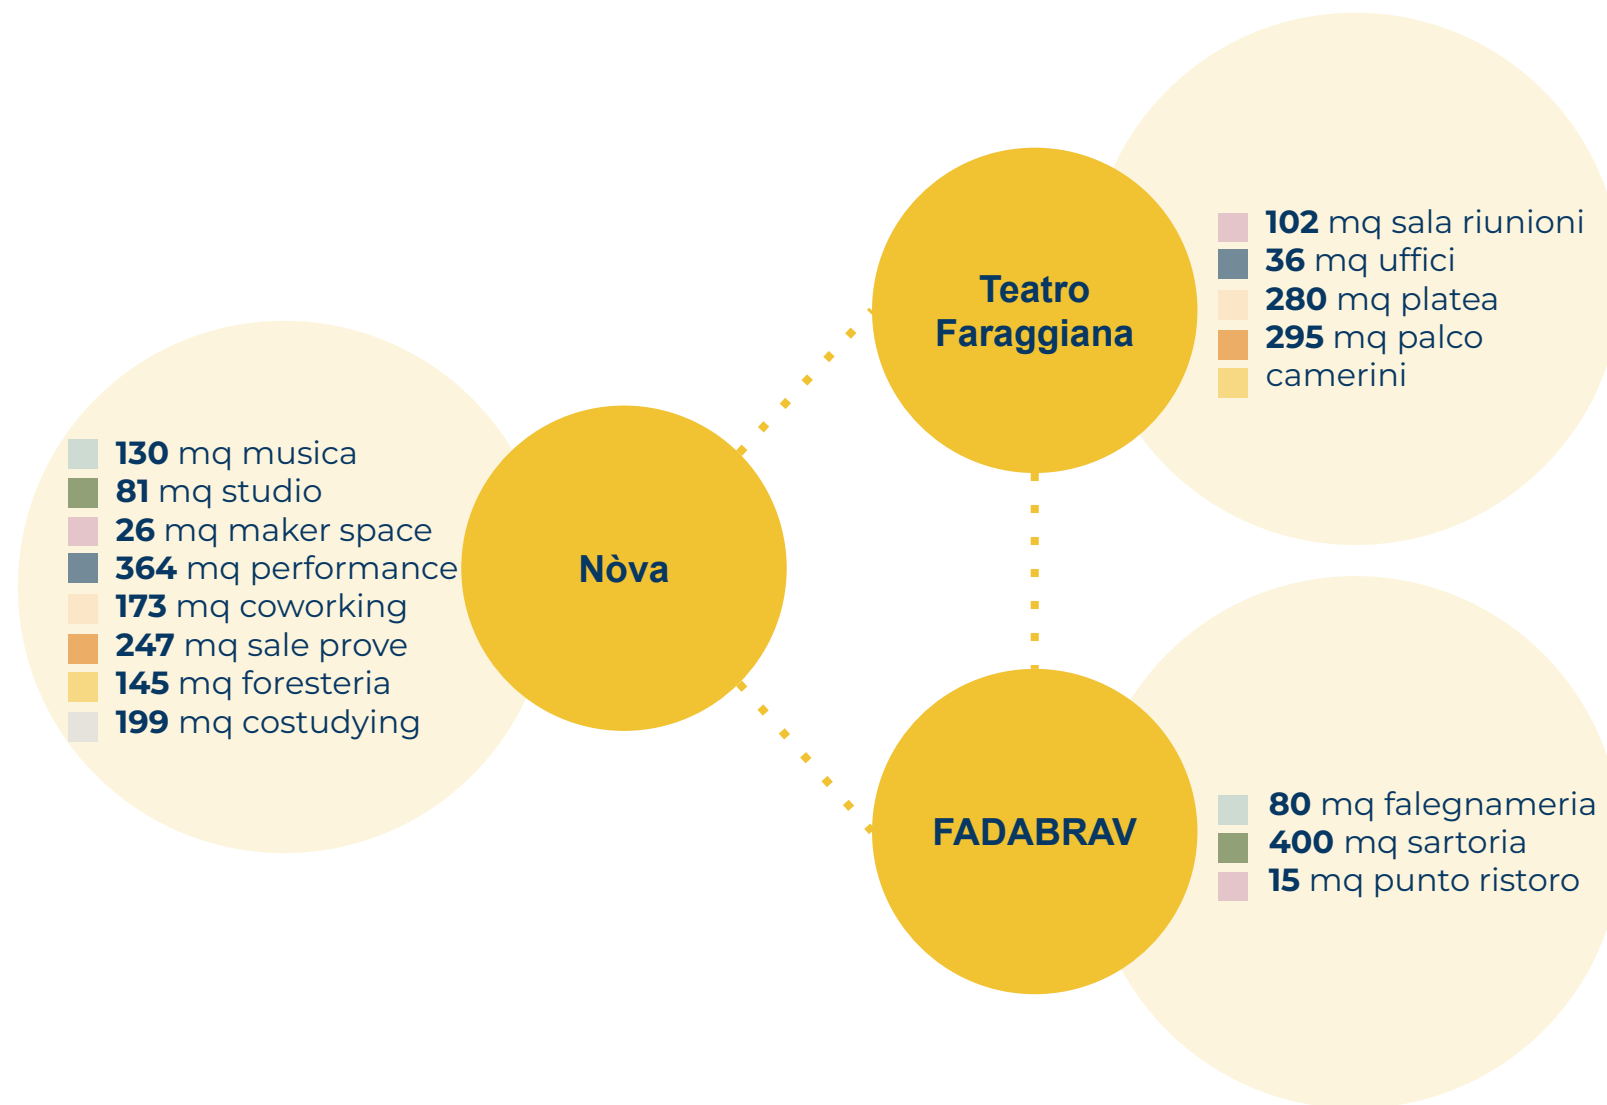 Teatro
Faraggiana
102 mq sala riunioni
36 mq uffici
280 mq platea
295 mq palco
camerini
130 mq musica
81 mq studio
26 mq maker space
364 mq performance
173 mq coworking
247 mq sale prove
145 mq foresteria
199 mq costudying
Nòva
FADABRAV
80 mq falegnameria
400 mq sartoria
15 mq punto ristoro